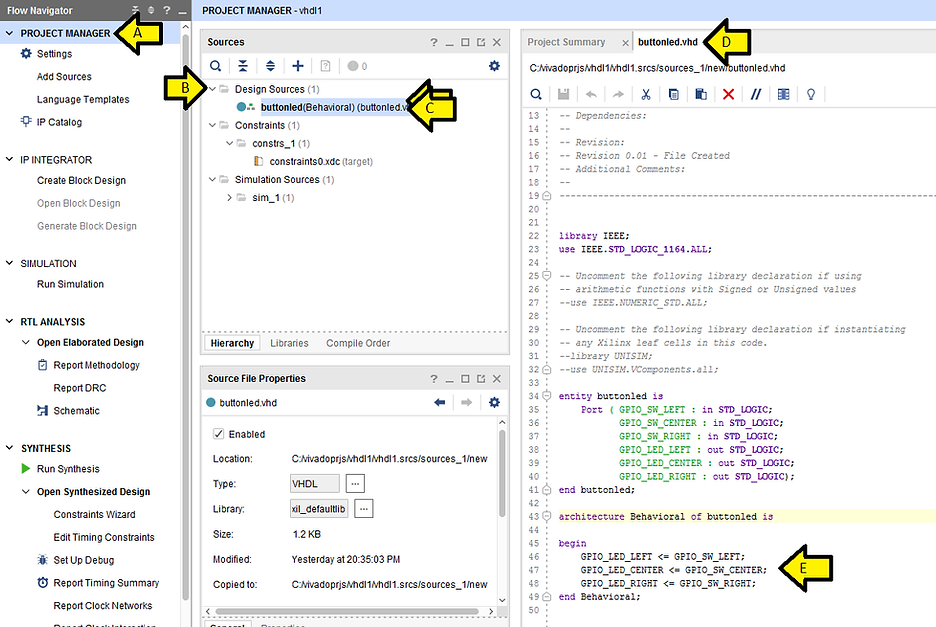 Flow Navigator
PROJECT MANAGER
Settings
Add Sources
Language Templates
IP Catalog
IP INTEGRATOR
Create Block Design
Open Block Design
Generate Block Design
SIMULATION
Run Simulation
RTL ANALYSIS
Open Elaborated Design
Report Methodology
Report DRC
Schematic
SYNTHESIS
Run Synthesis
Open Synthesized Design
Constraints Wizard
Edit Timing Constraints
Set Up Debug
Report Timing Summary
Report Clock Networks
A
PROJECT MANAGER - vhdl1
Sources
0
B
Design Sources (1)
buttonled(Behavioral) (buttonled.v
C
Constraints (1)
constrs_1 (1)
constraints0.xdc (target)
Simulation Sources (1)
sim_1 (1)
Hierarchy Libraries Compile Order
Source File Properties
buttonled.vhd
Enabled
Location: C:/vivadoprjs/vhdl1/vhdl1.srcs/sources_1/new
Type: VHDL ...
Library: xil_defaultlib ...
Size: 1.2 KB
Modified: Yesterday at 20:35:03 PM
Copied to: C:/vivadoprjs/vhdl1/vhdl1.srcs/sources_1/new
General Properties
Project Summary buttonled.vhd
D
C:/vivadoprjs/vhdl1/vhdl1.srcs/sources_1/new/buttonled.vhd
13 -- Dependencies:
14 --
15 -- Revision:
16 -- Revision 0.01 - File Created
17 -- Additional Comments:
18 --
19 ----------------------------------------------------------------------------------
20
21
22 library IEEE;
23 use IEEE.STD_LOGIC_1164.ALL;
24
25 -- Uncomment the following library declaration if using
26 -- arithmetic functions with Signed or Unsigned values
27 --use IEEE.NUMERIC_STD.ALL;
28
29 -- Uncomment the following library declaration if instantiating
30 -- any Xilinx leaf cells in this code.
31 --library UNISIM;
32 --use UNISIM.VComponents.all;
33
34 entity buttonled is
35 Port ( GPIO_SW_LEFT : in STD_LOGIC;
36 GPIO_SW_CENTER : in STD_LOGIC;
37 GPIO_SW_RIGHT : in STD_LOGIC;
38 GPIO_LED_LEFT : out STD_LOGIC;
39 GPIO_LED_CENTER : out STD_LOGIC;
40 GPIO_LED_RIGHT : out STD_LOGIC);
41 end buttonled;
42
43 architecture Behavioral of buttonled is
44
45 begin
46 GPIO_LED_LEFT <= GPIO_SW_LEFT;
47 GPIO_LED_CENTER <= GPIO_SW_CENTER;
48 GPIO_LED_RIGHT <= GPIO_SW_RIGHT;
49 end Behavioral;
50
E